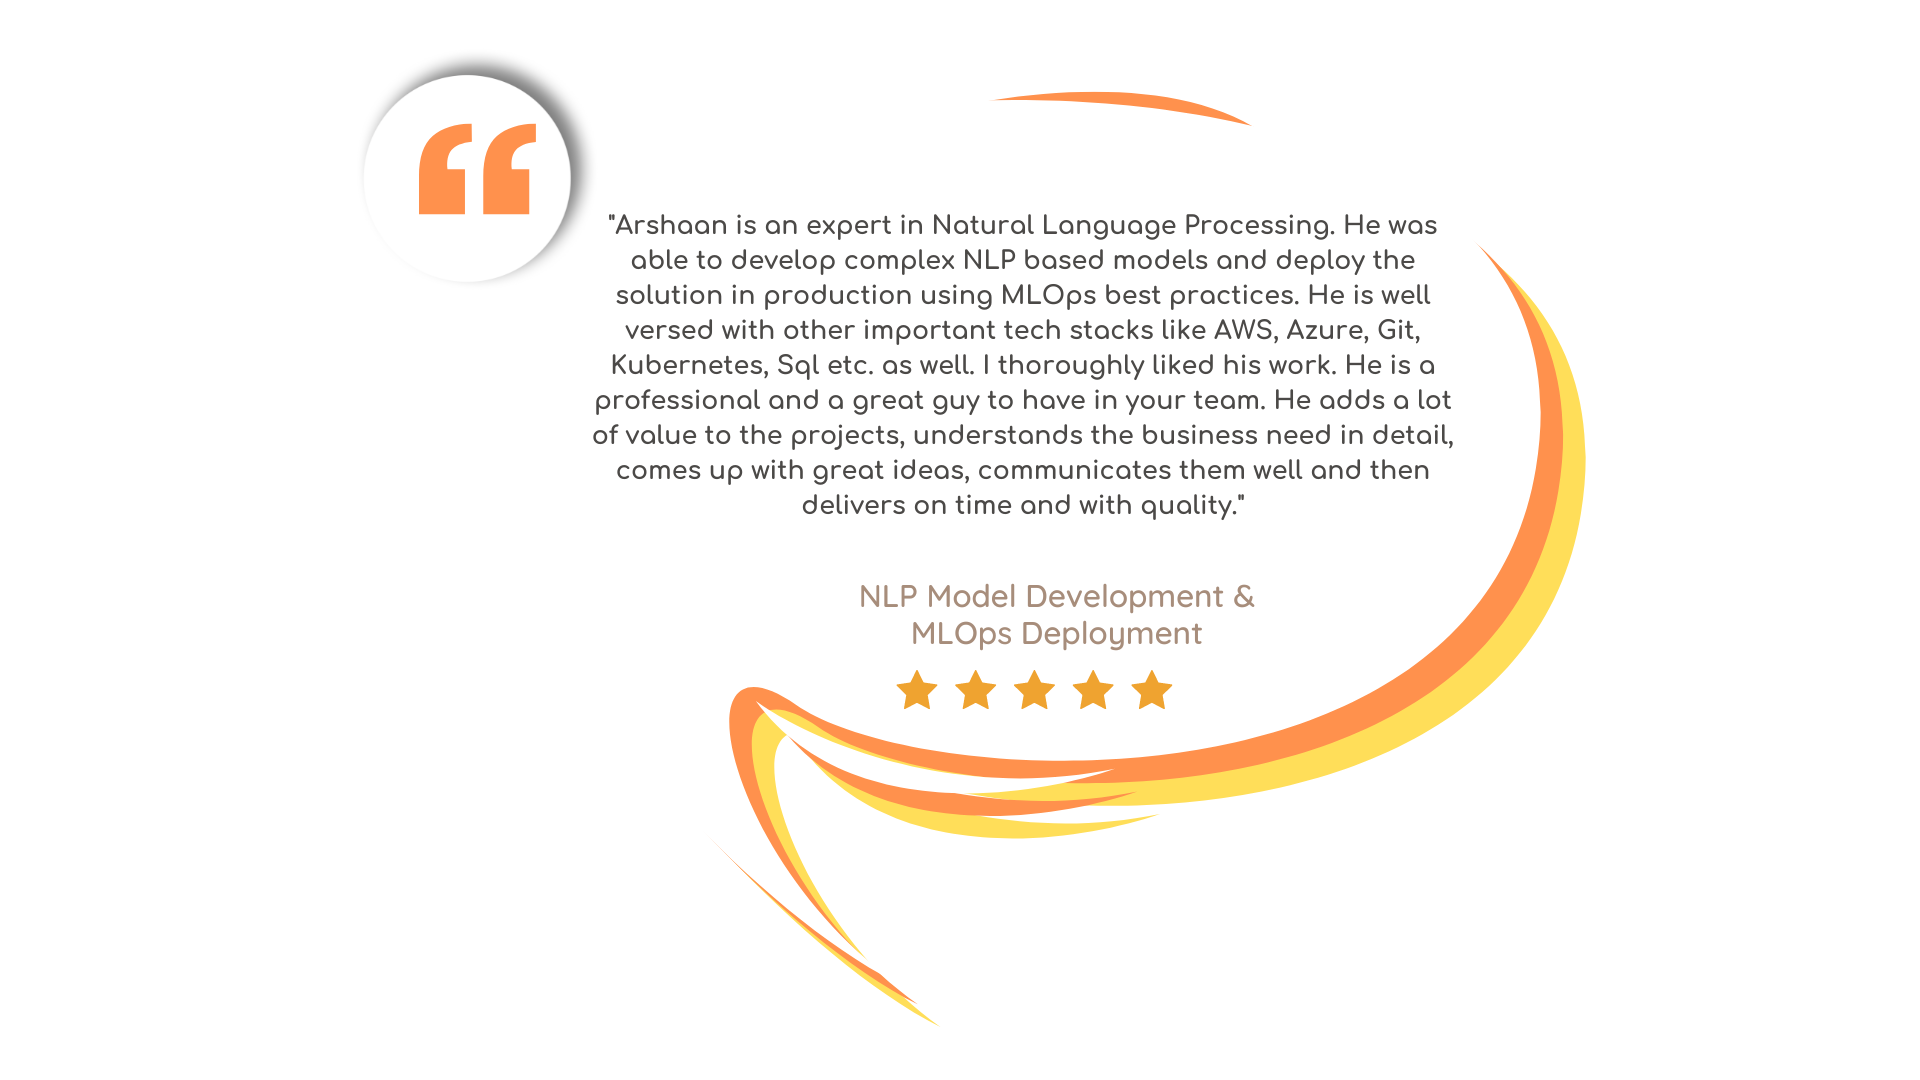 "Arshaan is an expert in Natural Language Processing. He was
able to develop complex NLP based models and deploy the
solution in production using MLOps best practices. He is well
versed with other important tech stacks like AWS, Azure, Git,
Kubernetes, Sql etc. as well. I thoroughly liked his work. He is a
professional and a great guy to have in your team. He adds a lot
of value to the projects, understands the business need in detail,
comes up with great ideas, communicates them well and then
delivers on time and with quality."
NLP Model Development &
MLOps Deployment